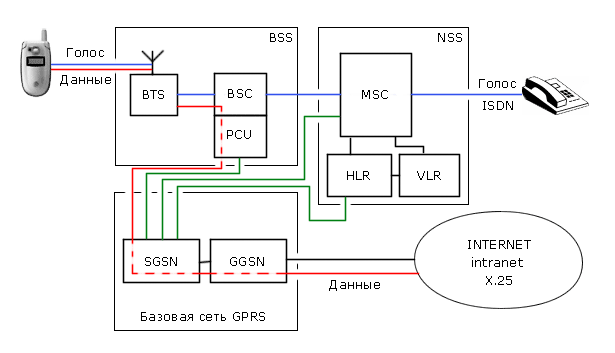 BSS
NSS
Голос
Данные
BTS
BSC
PCU
MSC
Голос
ISDN
HLR
VLR
SGSN
GGSN
INTERNET
intranet
X.25
Данные
Базовая сеть GPRS